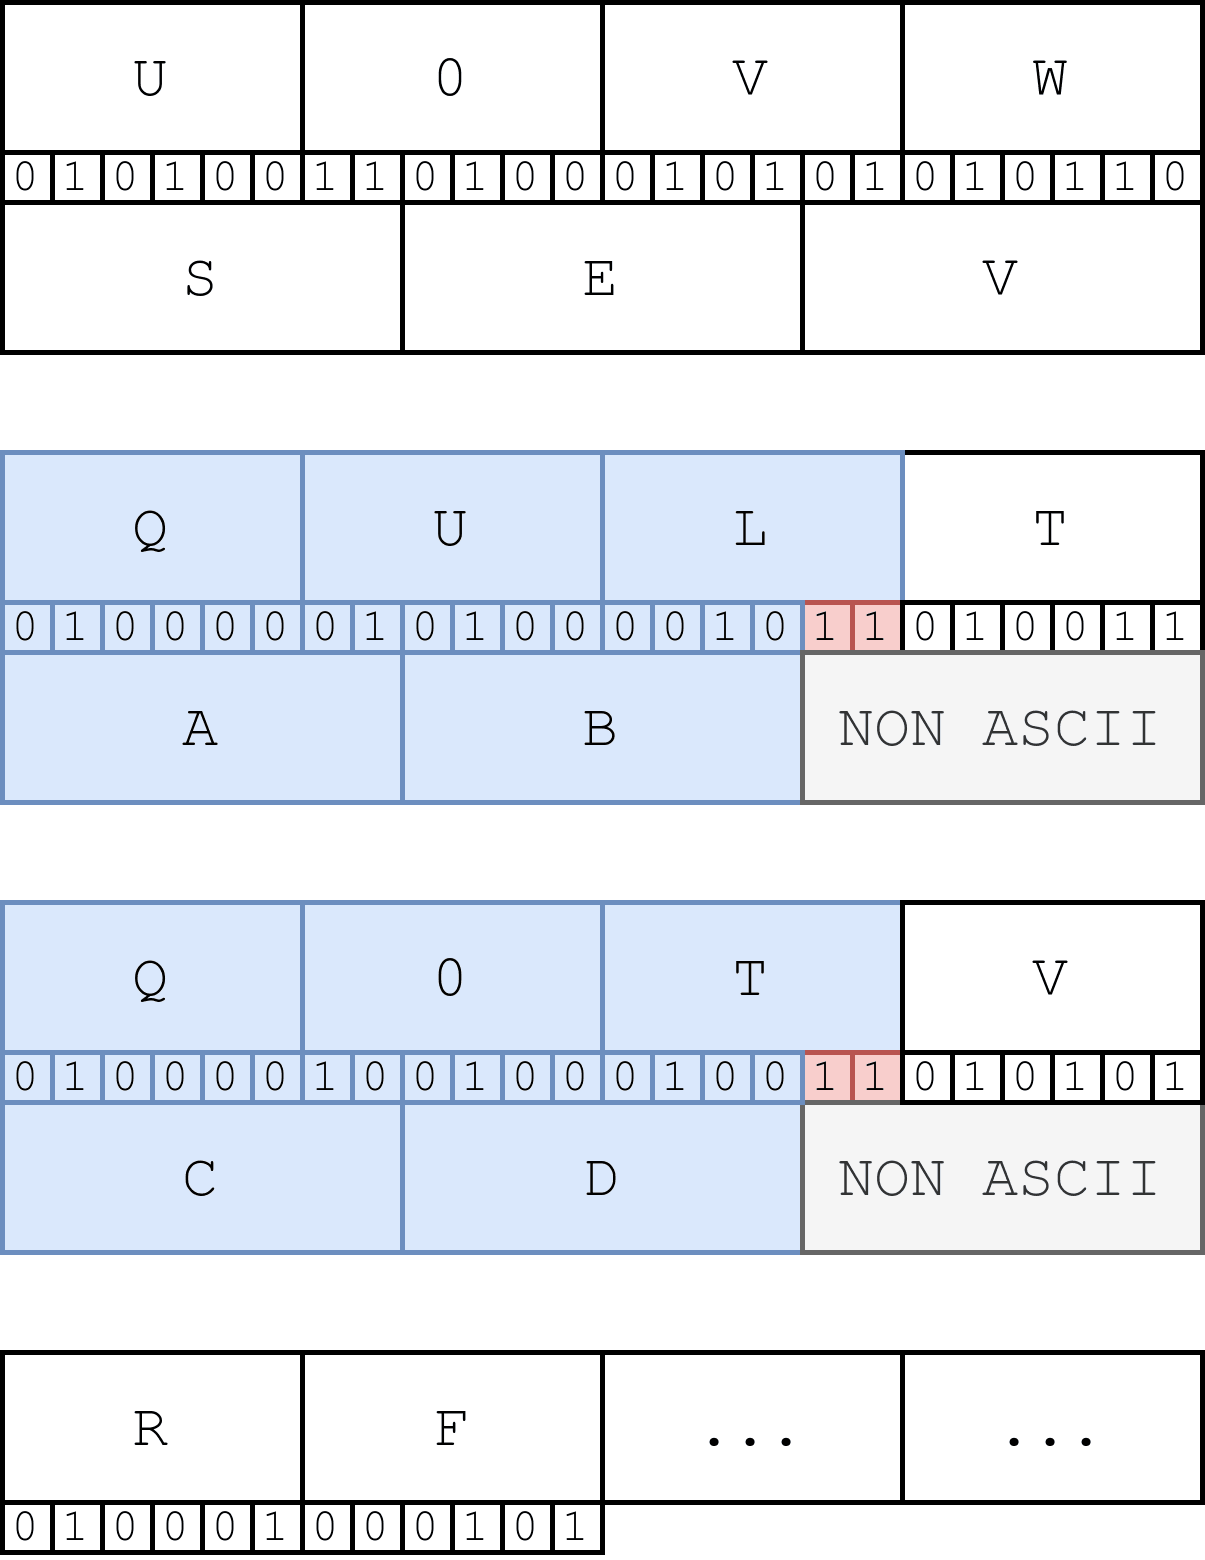 U 0 V W
0 1 0 1 0 0 1 1 0 1 0 0 0 1 0 1 0 1 0 1 0 1 1 0
S E V
Q U L T
0 1 0 0 0 0 0 1 0 1 0 0 0 0 1 0 1 1 0 1 0 0 1 1
A B NON ASCII
Q 0 T V
0 1 0 0 0 0 1 0 0 1 0 0 0 1 0 0 1 1 0 1 0 1 0 1
C D NON ASCII
R F ... ...
0 1 0 0 0 1 0 0 0 1 0 1